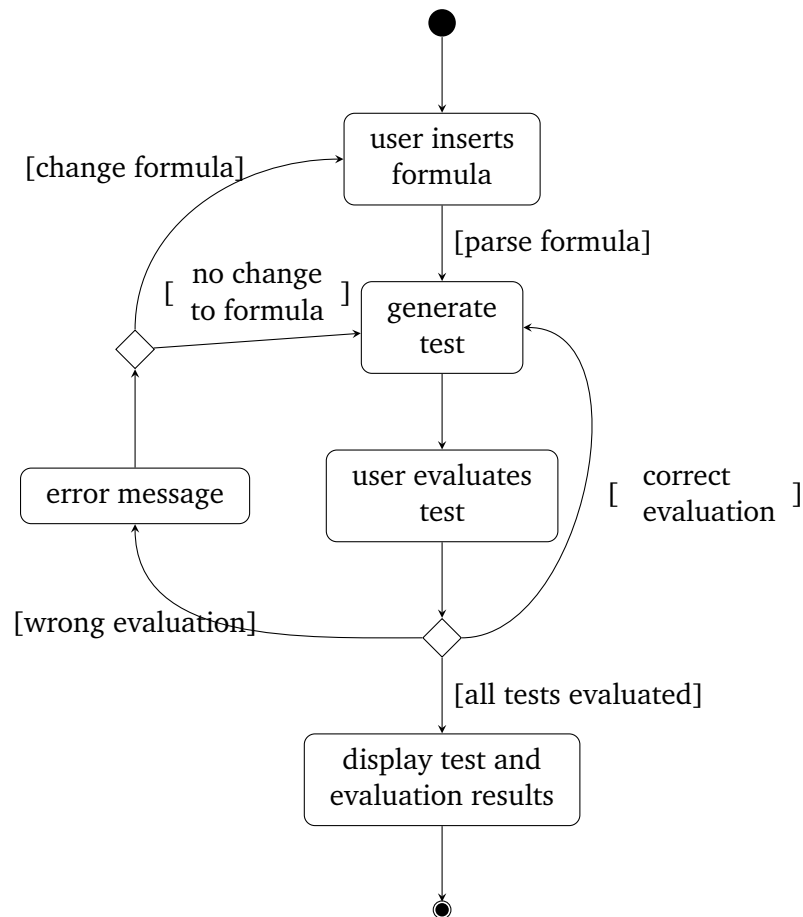 user inserts
formula
[change formula]
[parse formula]
[ no change
to formula ]
generate
test
user evaluates
test
[ correct
evaluation ]
error message
[wrong evaluation]
[all tests evaluated]
display test and
evaluation results